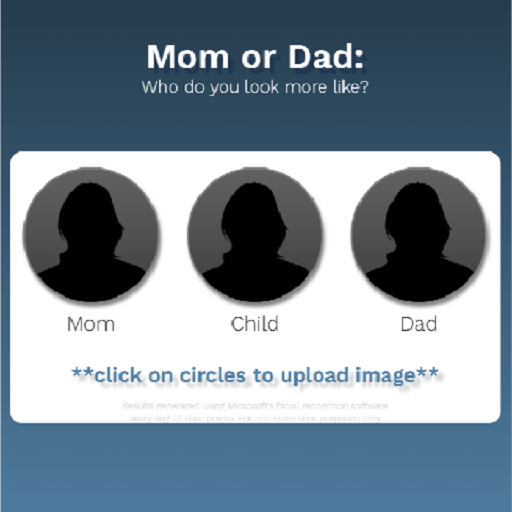 Mom or Dad:
Who do you look more like?
Mom
Child
Dad
**click on circles to upload image**
Results generated using Microsoft's facial recognition software
analyzing 27 data points. For entertainment purposes only.